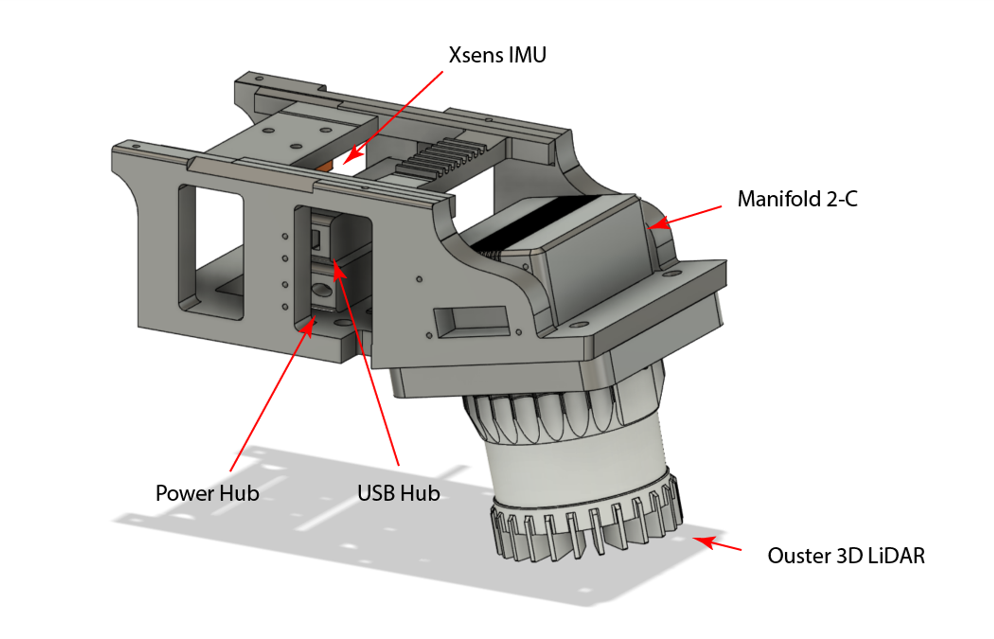 Xsens IMU
Manifold 2-C
Power Hub
USB Hub
Ouster 3D LiDAR